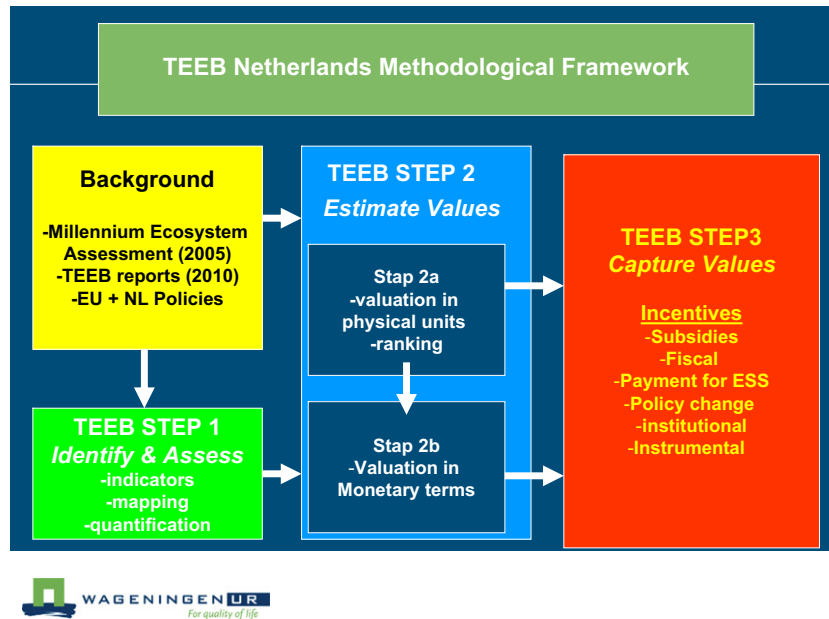 TEEB Netherlands Methodological Framework
Background
-Millennium Ecosystem
Assessment (2005)
-TEEB reports (2010)
-EU + NL Policies
TEEB STEP 1
Identify & Assess
-indicators
-mapping
-quantification
TEEB STEP 2
Estimate Values
Stap 2a
-valuation in
physical units
-ranking
Stap 2b
-Valuation in
Monetary terms
TEEB STEP3
Capture Values
Incentives
-Subsidies
-Fiscal
-Payment for ESS
-Policy change
-institutional
-Instrumental
WAGENINGEN UR
For quality of life